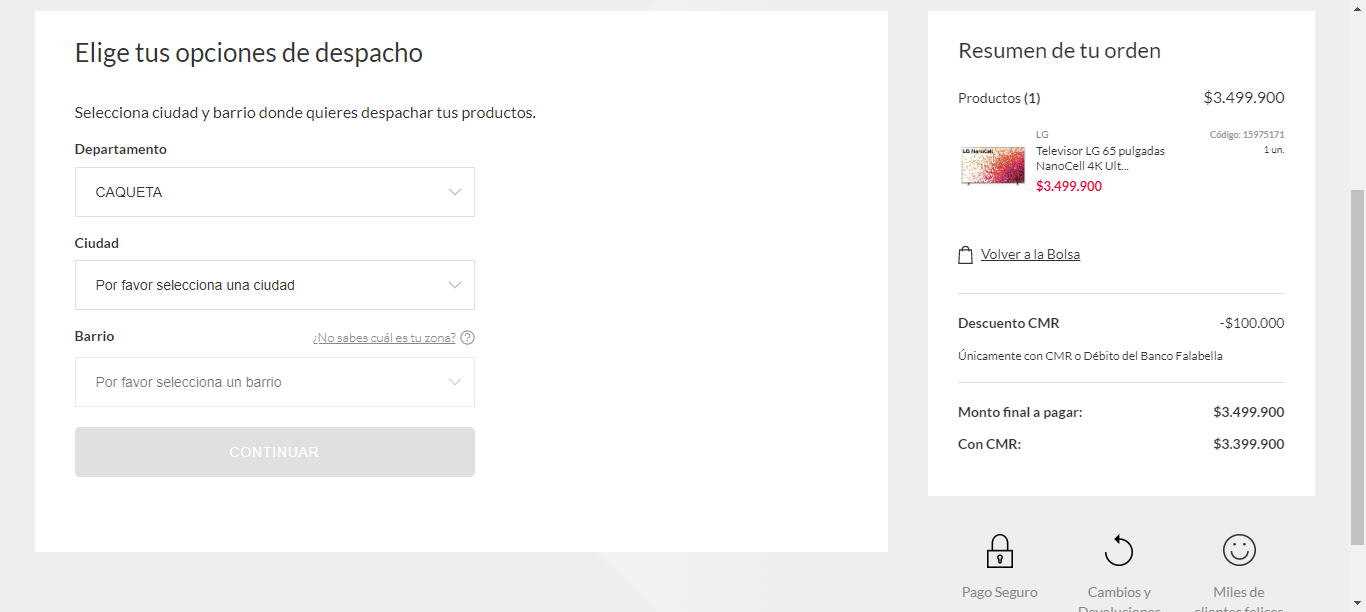 Elige tus opciones de despacho
Selecciona ciudad y barrio donde quieres despachar tus productos.
Departamento
CAQUETA
Ciudad
Por favor selecciona una ciudad
Barrio
¿No sabes cuál es tu zona? ?
Por favor selecciona un barrio
CONTINUAR
Resumen de tu orden
Productos (1) $3.499.900
LG NanoCell
LG Código: 15975171
Televisor LG 65 pulgadas 1 un.
NanoCell 4K Ult...
$3.499.900
Volver a la Bolsa
Descuento CMR -$100.000
Únicamente con CMR o Débito del Banco Falabella
Monto final a pagar: $3.499.900
Con CMR: $3.399.900
Pago Seguro
Cambios y
Devoluciones
Miles de
clientes felices